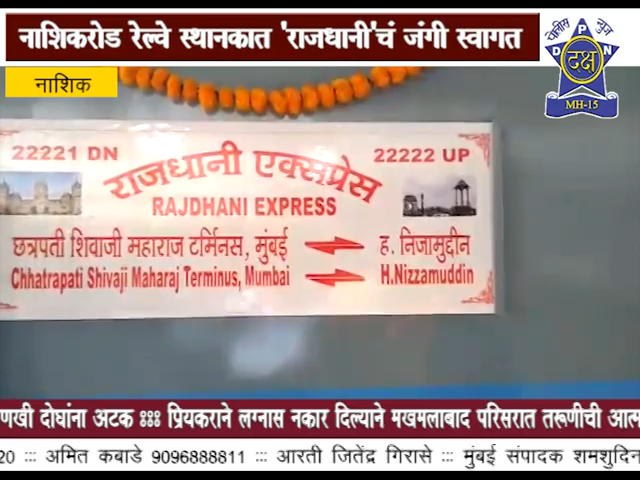 नाशिकरोड रेल्वे स्थानकात 'राजधानी'चं जंगी स्वागत
पोलीस न्यूज
D P N
दक्ष
MH-15
नाशिक
22221 DN
राजधानी एक्सप्रेस
22222 UP
RAJDHANI EXPRESS
छत्रपती शिवाजी महाराज टर्मिनस, मुंबई
ह. निजामुद्दीन
Chhatrapati Shivaji Maharaj Terminus, Mumbai
H.Nizzamuddin
णखी दोघांना अटक ፧፧፧ प्रियकराने लग्नास नकार दिल्याने मखमलाबाद परिसरात तरूणीची आत्म
20 ::: अमित कबाडे 9096888811 ::: आरती जितेंद्र गिरासे ::: मुंबई संपादक शमशुदिन